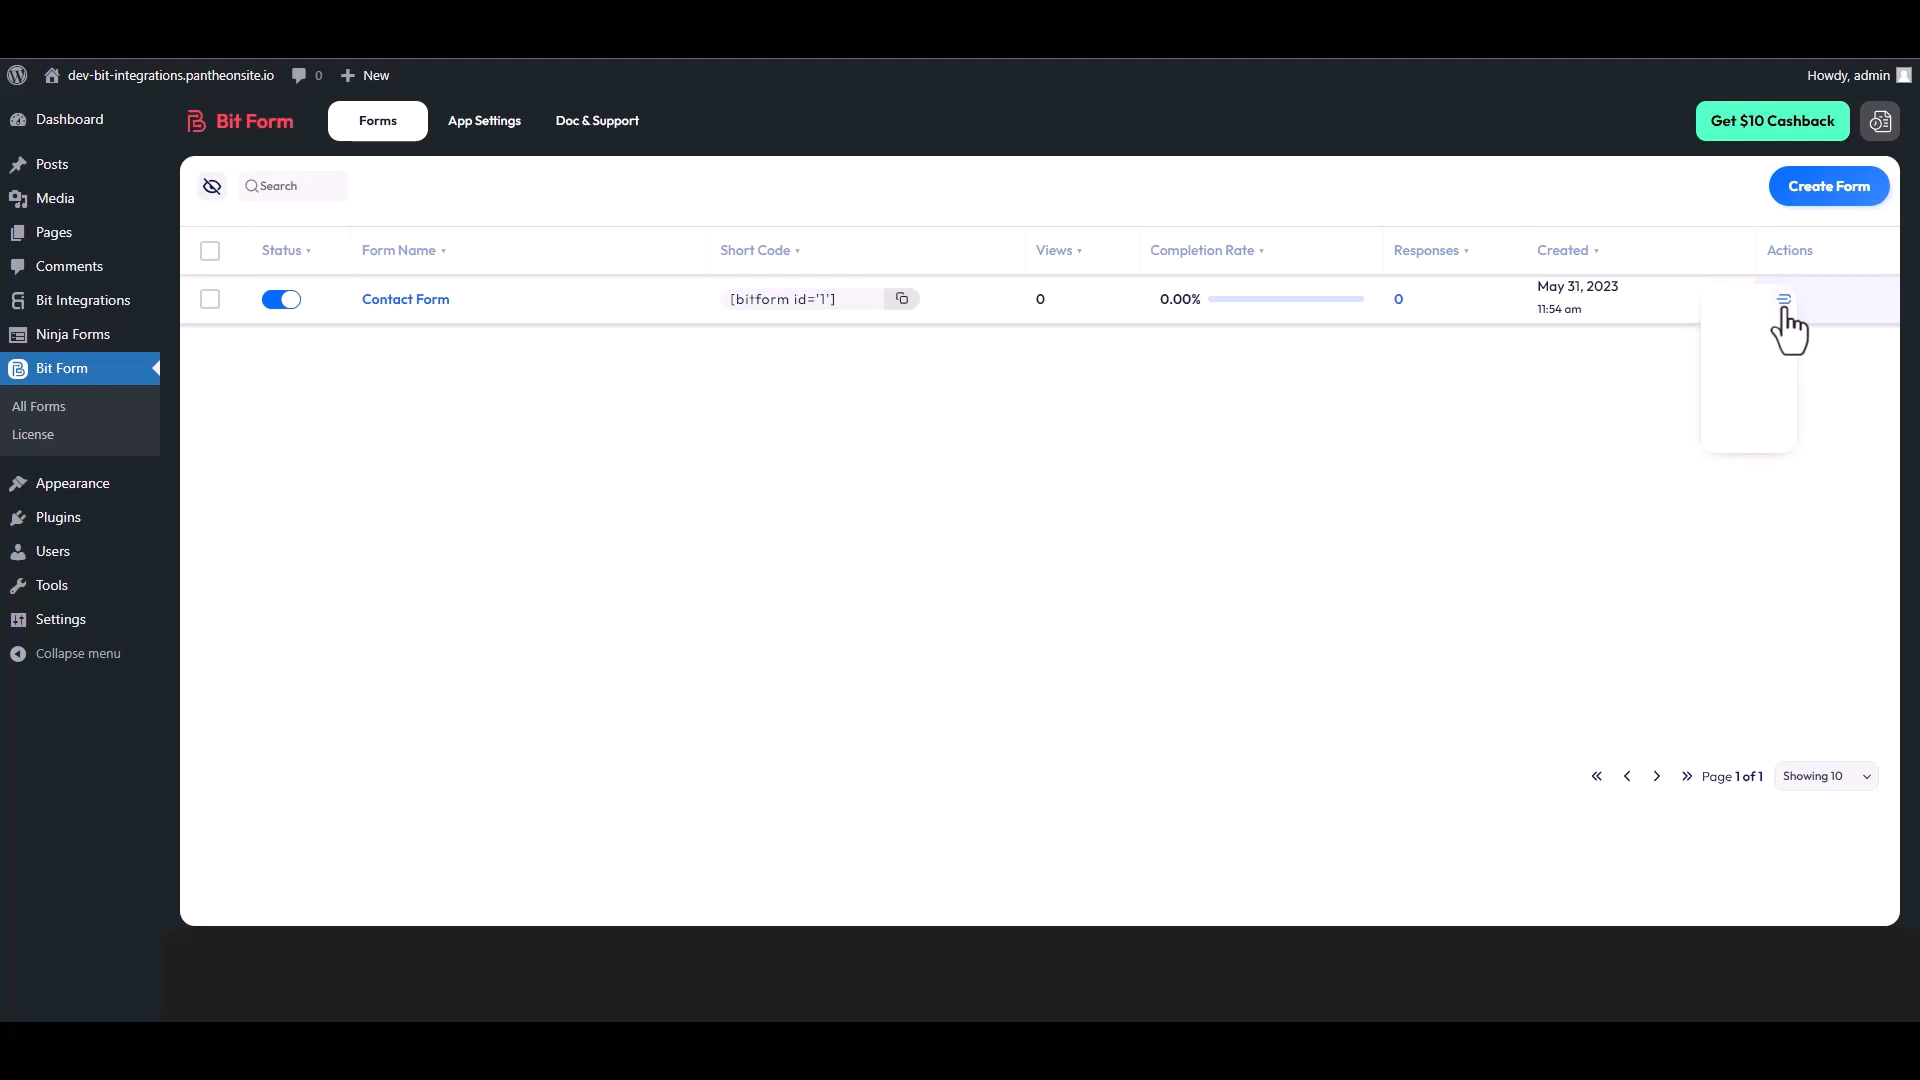 dev-bit-integrations.pantheonsite.io 0 New Howdy, admin
Dashboard
Posts
Media
Pages
Comments
Bit Integrations
Ninja Forms
Bit Form
All Forms
License
Appearance
Plugins
Users
Tools
Settings
Collapse menu
Bit Form Forms App Settings Doc & Support Get $10 Cashback
Search Create Form
Status Form Name Short Code Views Completion Rate Responses Created Actions
Contact Form [bitform id='1'] 0 0.00% 0 May 31, 2023
11:54 am
Page 1 of 1 Showing 10